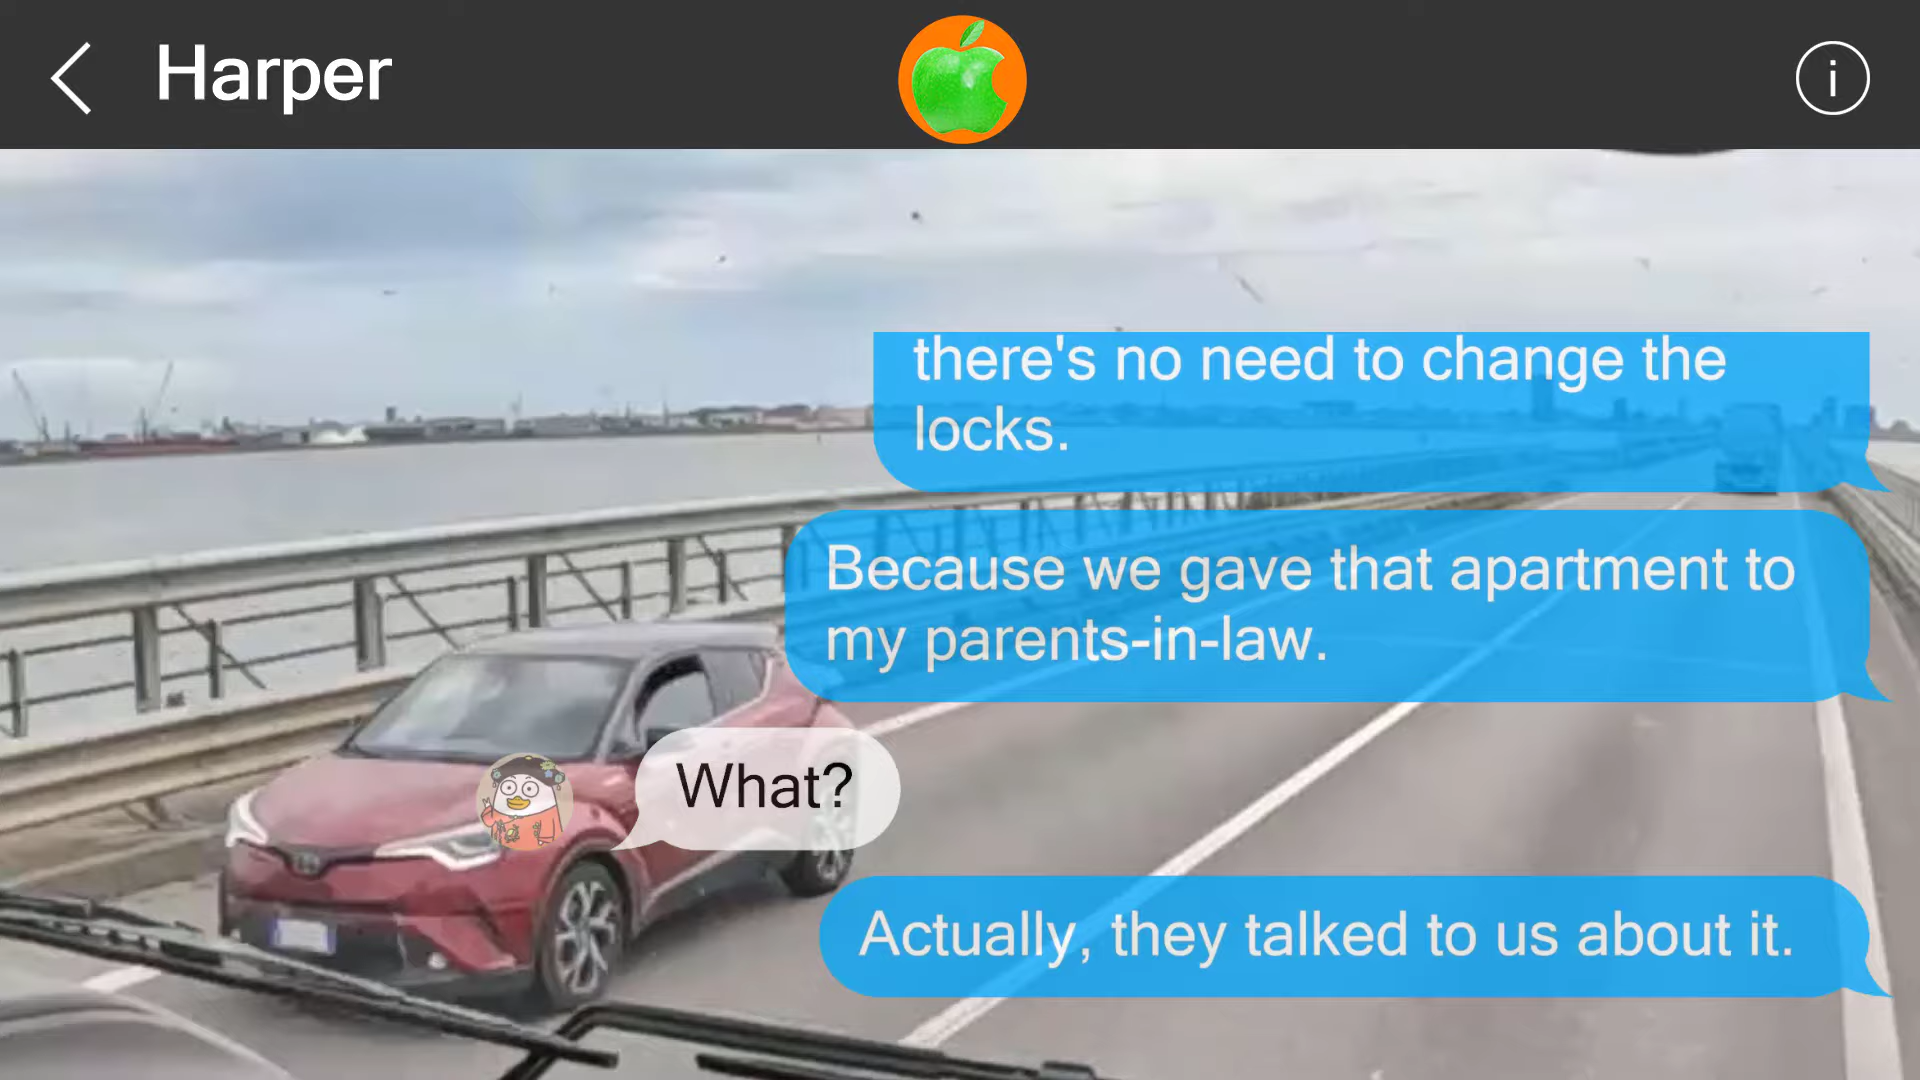 Harper
i
there's no need to change the
locks.
Because we gave that apartment to
my parents-in-law.
What?
Actually, they talked to us about it.